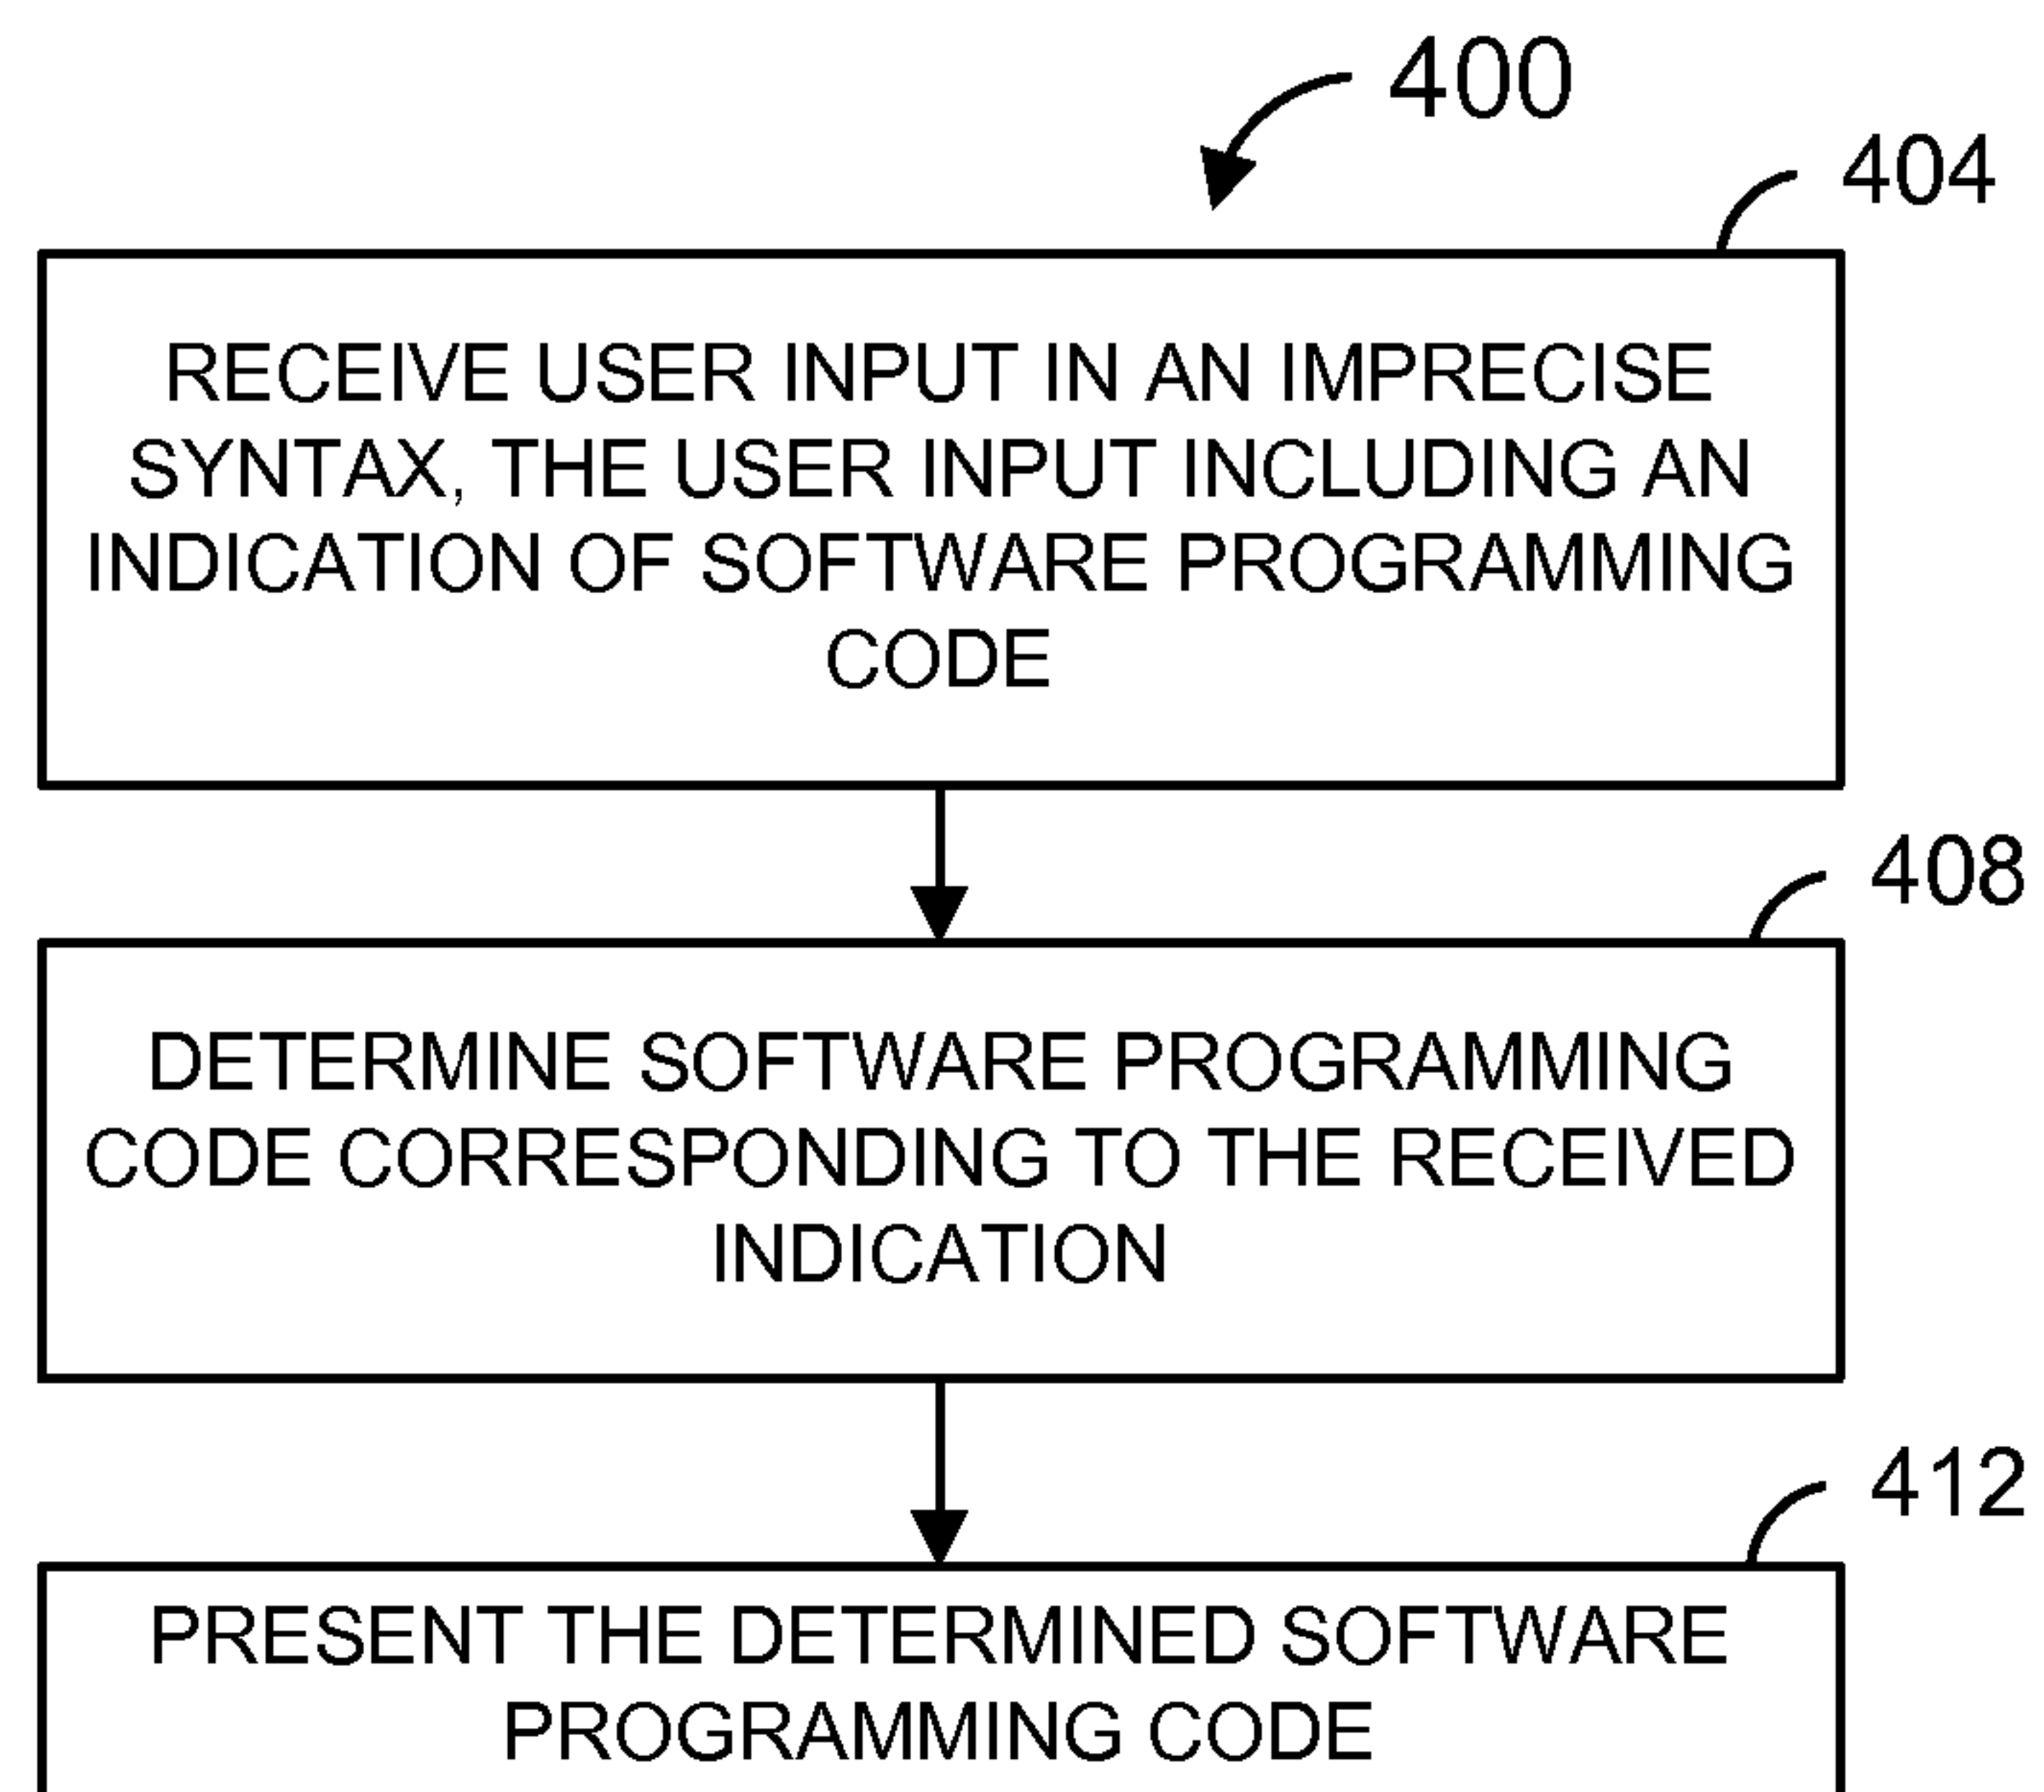 400
404
RECEIVE USER INPUT IN AN IMPRECISE
SYNTAX, THE USER INPUT INCLUDING AN
INDICATION OF SOFTWARE PROGRAMMING
CODE
408
DETERMINE SOFTWARE PROGRAMMING
CODE CORRESPONDING TO THE RECEIVED
INDICATION
412
PRESENT THE DETERMINED SOFTWARE
PROGRAMMING CODE